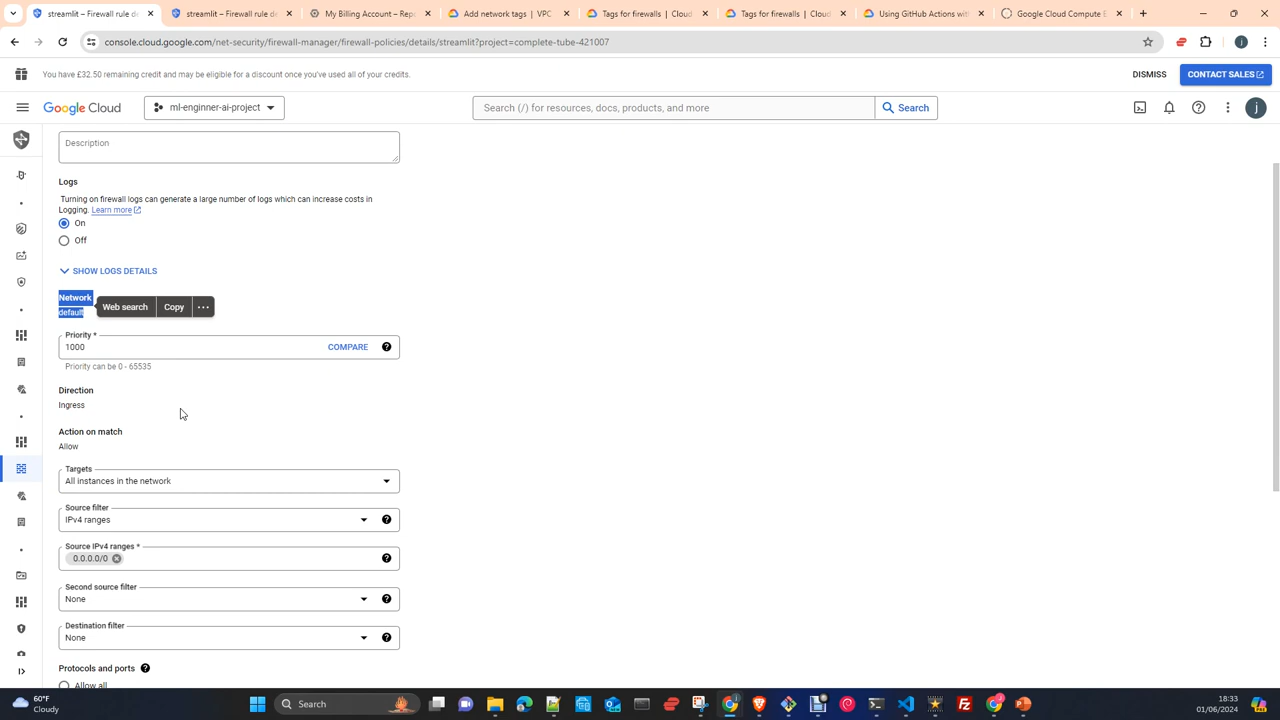 streamlit – Firewall rule de
streamlit – Firewall rule de
My Billing Account – Repo
Add network tags | VPC
Tags for firewalls | Cloud
Tags for firewalls | Cloud
Using GitHub Actions with
Google Cloud Compute E
console.cloud.google.com/net-security/firewall-manager/firewall-policies/details/streamlit?project=complete-tube-421007
j
You have £32.50 remaining credit and may be eligible for a discount once you've used all of your credits.
DISMISS
CONTACT SALES
Google Cloud
ml-enginner-ai-project
Search (/) for resources, docs, products, and more
Search
j
Description
Logs
Turning on firewall logs can generate a large number of logs which can increase costs in
Logging. Learn more
On
Off
SHOW LOGS DETAILS
Network
default
Web search
Copy
Priority *
1000
COMPARE
Priority can be 0 - 65535
Direction
Ingress
Action on match
Allow
Targets
All instances in the network
Source filter
IPv4 ranges
Source IPv4 ranges *
0.0.0.0/0
Second source filter
None
Destination filter
None
Protocols and ports
Allow all
60°F
Cloudy
Search
18:33
01/06/2024